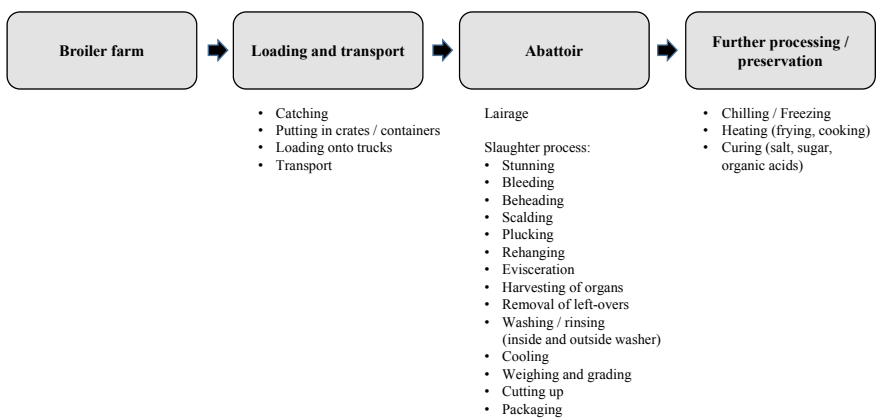 Broiler farm
Loading and transport
Abattoir
Further processing /
preservation
• Catching
• Putting in crates / containers
• Loading onto trucks
• Transport
Lairage
Slaughter process:
• Stunning
• Bleeding
• Beheading
• Scalding
• Plucking
• Rehanging
• Evisceration
• Harvesting of organs
• Removal of left-overs
• Washing / rinsing
(inside and outside washer)
• Cooling
• Weighing and grading
• Cutting up
• Packaging
• Chilling / Freezing
• Heating (frying, cooking)
• Curing (salt, sugar,
organic acids)